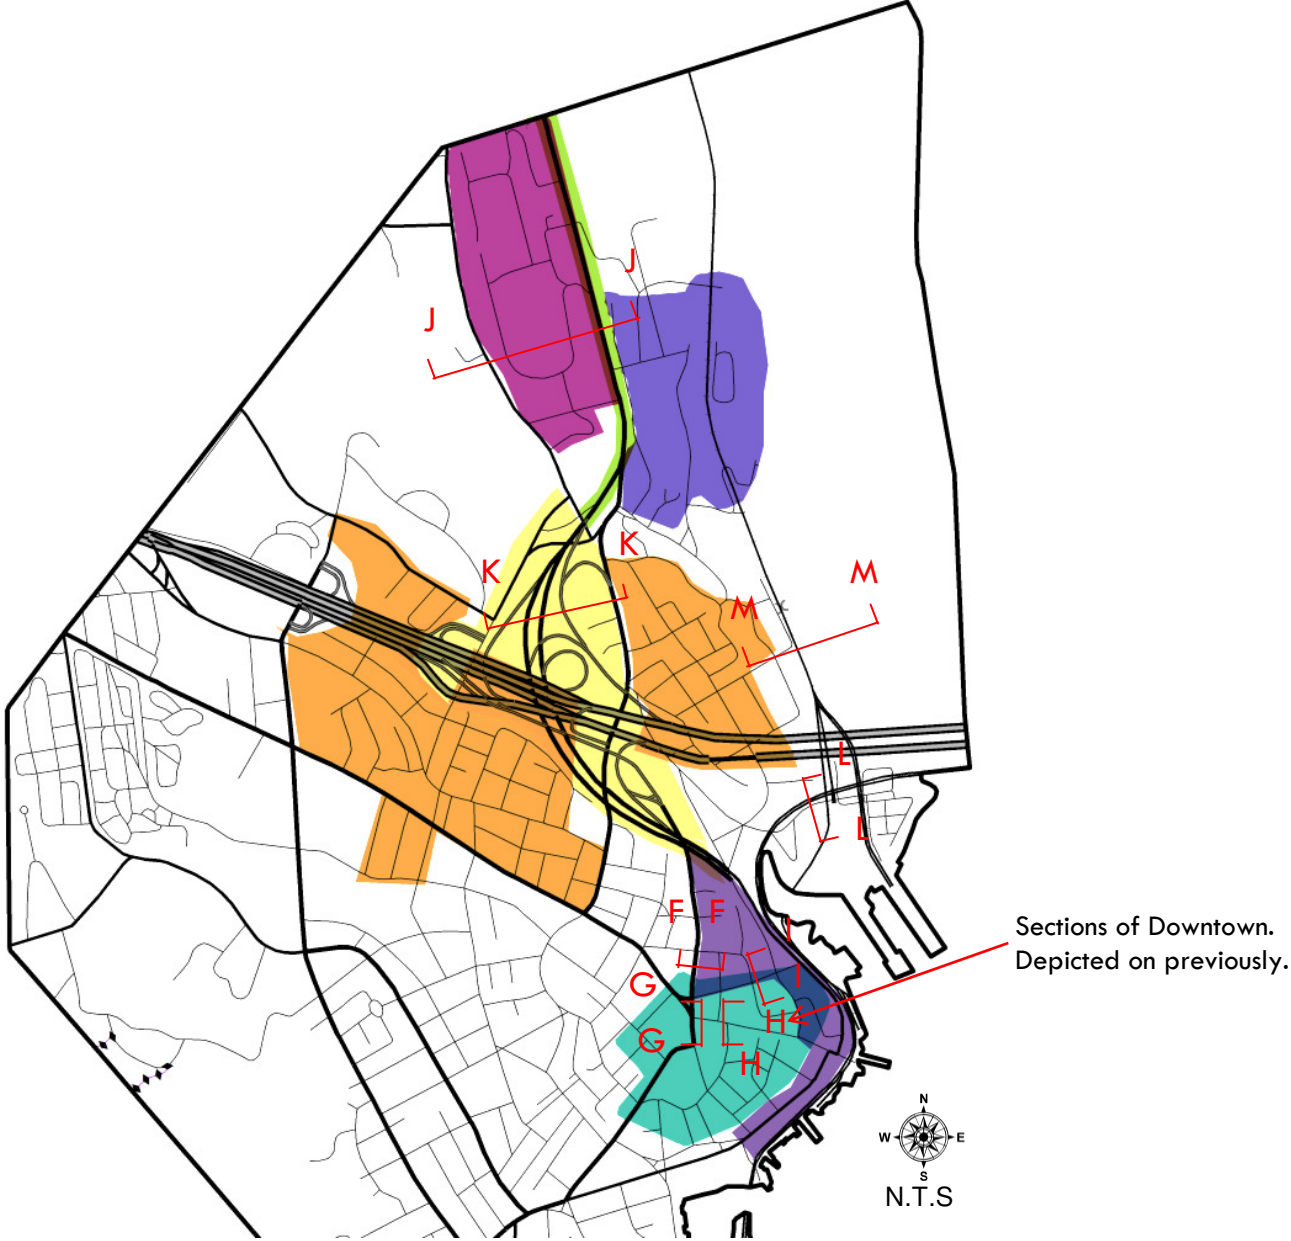 J
J
K
K
M
M
L
L
F F
I
G
I
H
G
H
Sections of Downtown.
Depicted on previously.
N
W E
S
N.T.S